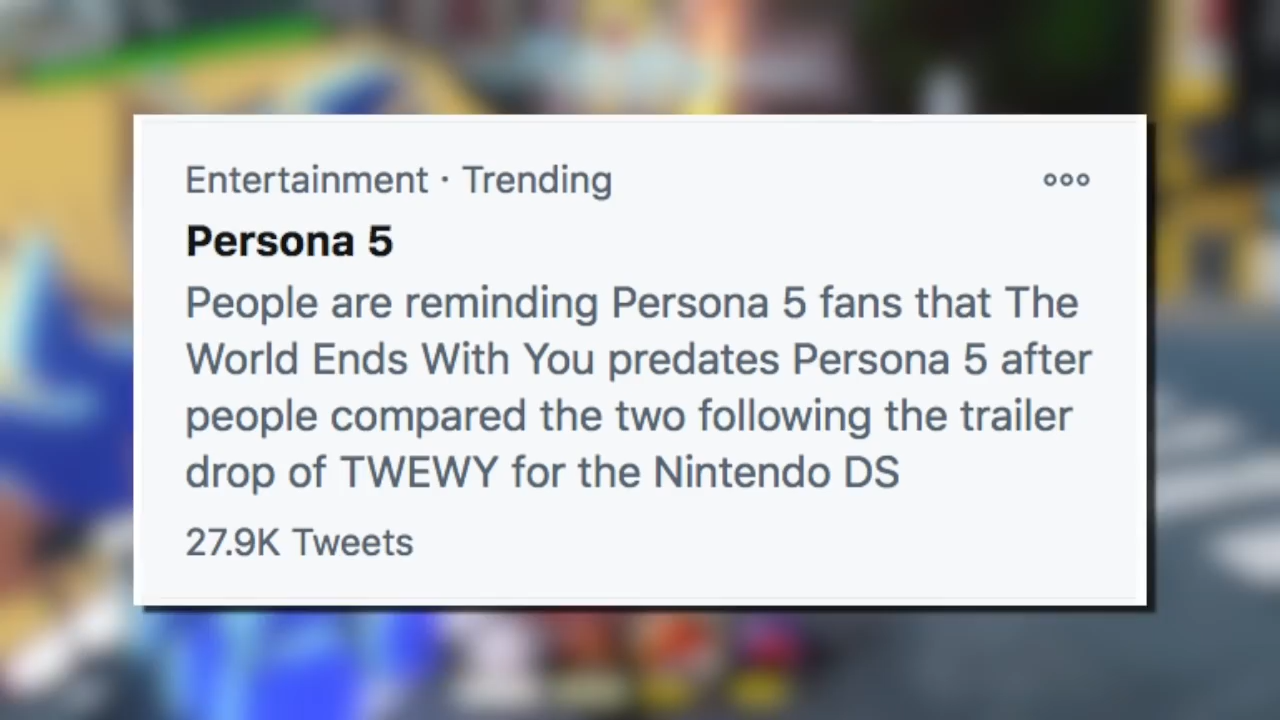 Entertainment · Trending
Persona 5
People are reminding Persona 5 fans that The
World Ends With You predates Persona 5 after
people compared the two following the trailer
drop of TWEWY for the Nintendo DS
27.9K Tweets